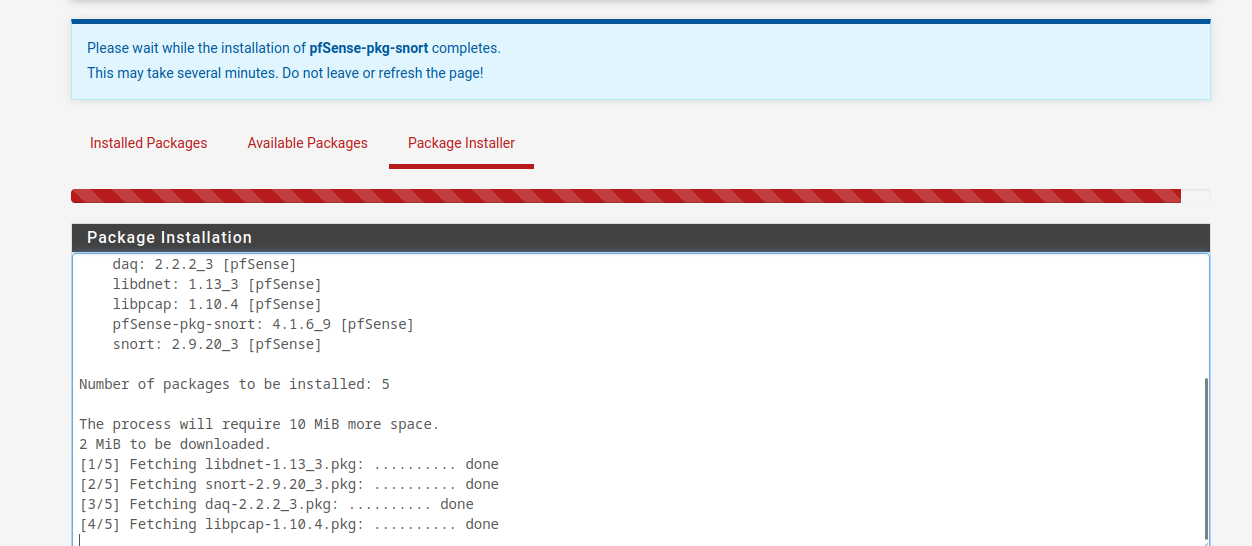 Please wait while the installation of pfSense-pkg-snort completes.
This may take several minutes. Do not leave or refresh the page!
Installed Packages Available Packages Package Installer
Package Installation
daq: 2.2.2_3 [pfSense]
libdnet: 1.13_3 [pfSense]
libpcap: 1.10.4 [pfSense]
pfSense-pkg-snort: 4.1.6_9 [pfSense]
snort: 2.9.20_3 [pfSense]
Number of packages to be installed: 5
The process will require 10 MiB more space.
2 MiB to be downloaded.
[1/5] Fetching libdnet-1.13_3.pkg: .......... done
[2/5] Fetching snort-2.9.20_3.pkg: .......... done
[3/5] Fetching daq-2.2.2_3.pkg: .......... done
[4/5] Fetching libpcap-1.10.4.pkg: .......... done